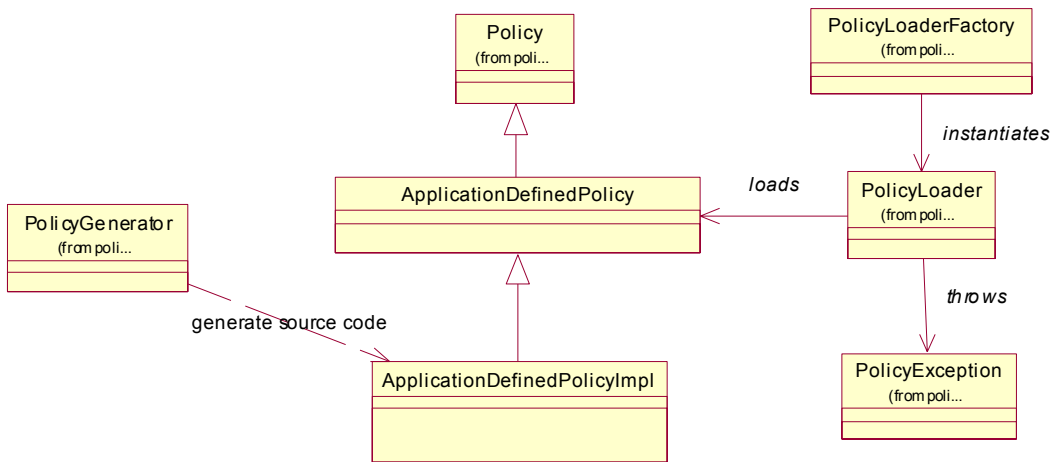 Policy
(from poli...
PolicyLoaderFactory
(from poli...
instantiates
ApplicationDefinedPolicy
loads
PolicyLoader
(from poli...
PolicyGenerator
(from poli...
throws
generate source code
ApplicationDefinedPolicyImpl
PolicyException
(from poli...